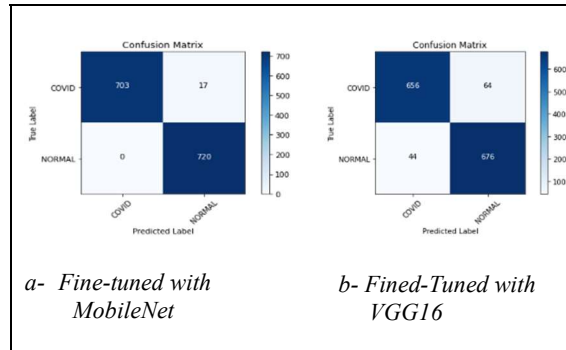 Confusion Matrix
COVID
NORMAL
True Label
703
17
0
720
COVID
NORMAL
Predicted Label
700
600
500
400
300
200
100
0
Confusion Matrix
COVID
NORMAL
True Label
656
64
44
676
COVID
NORMAL
Predicted Label
600
500
400
300
200
100
a- Fine-tuned with
MobileNet
b- Fined-Tuned with
VGG16